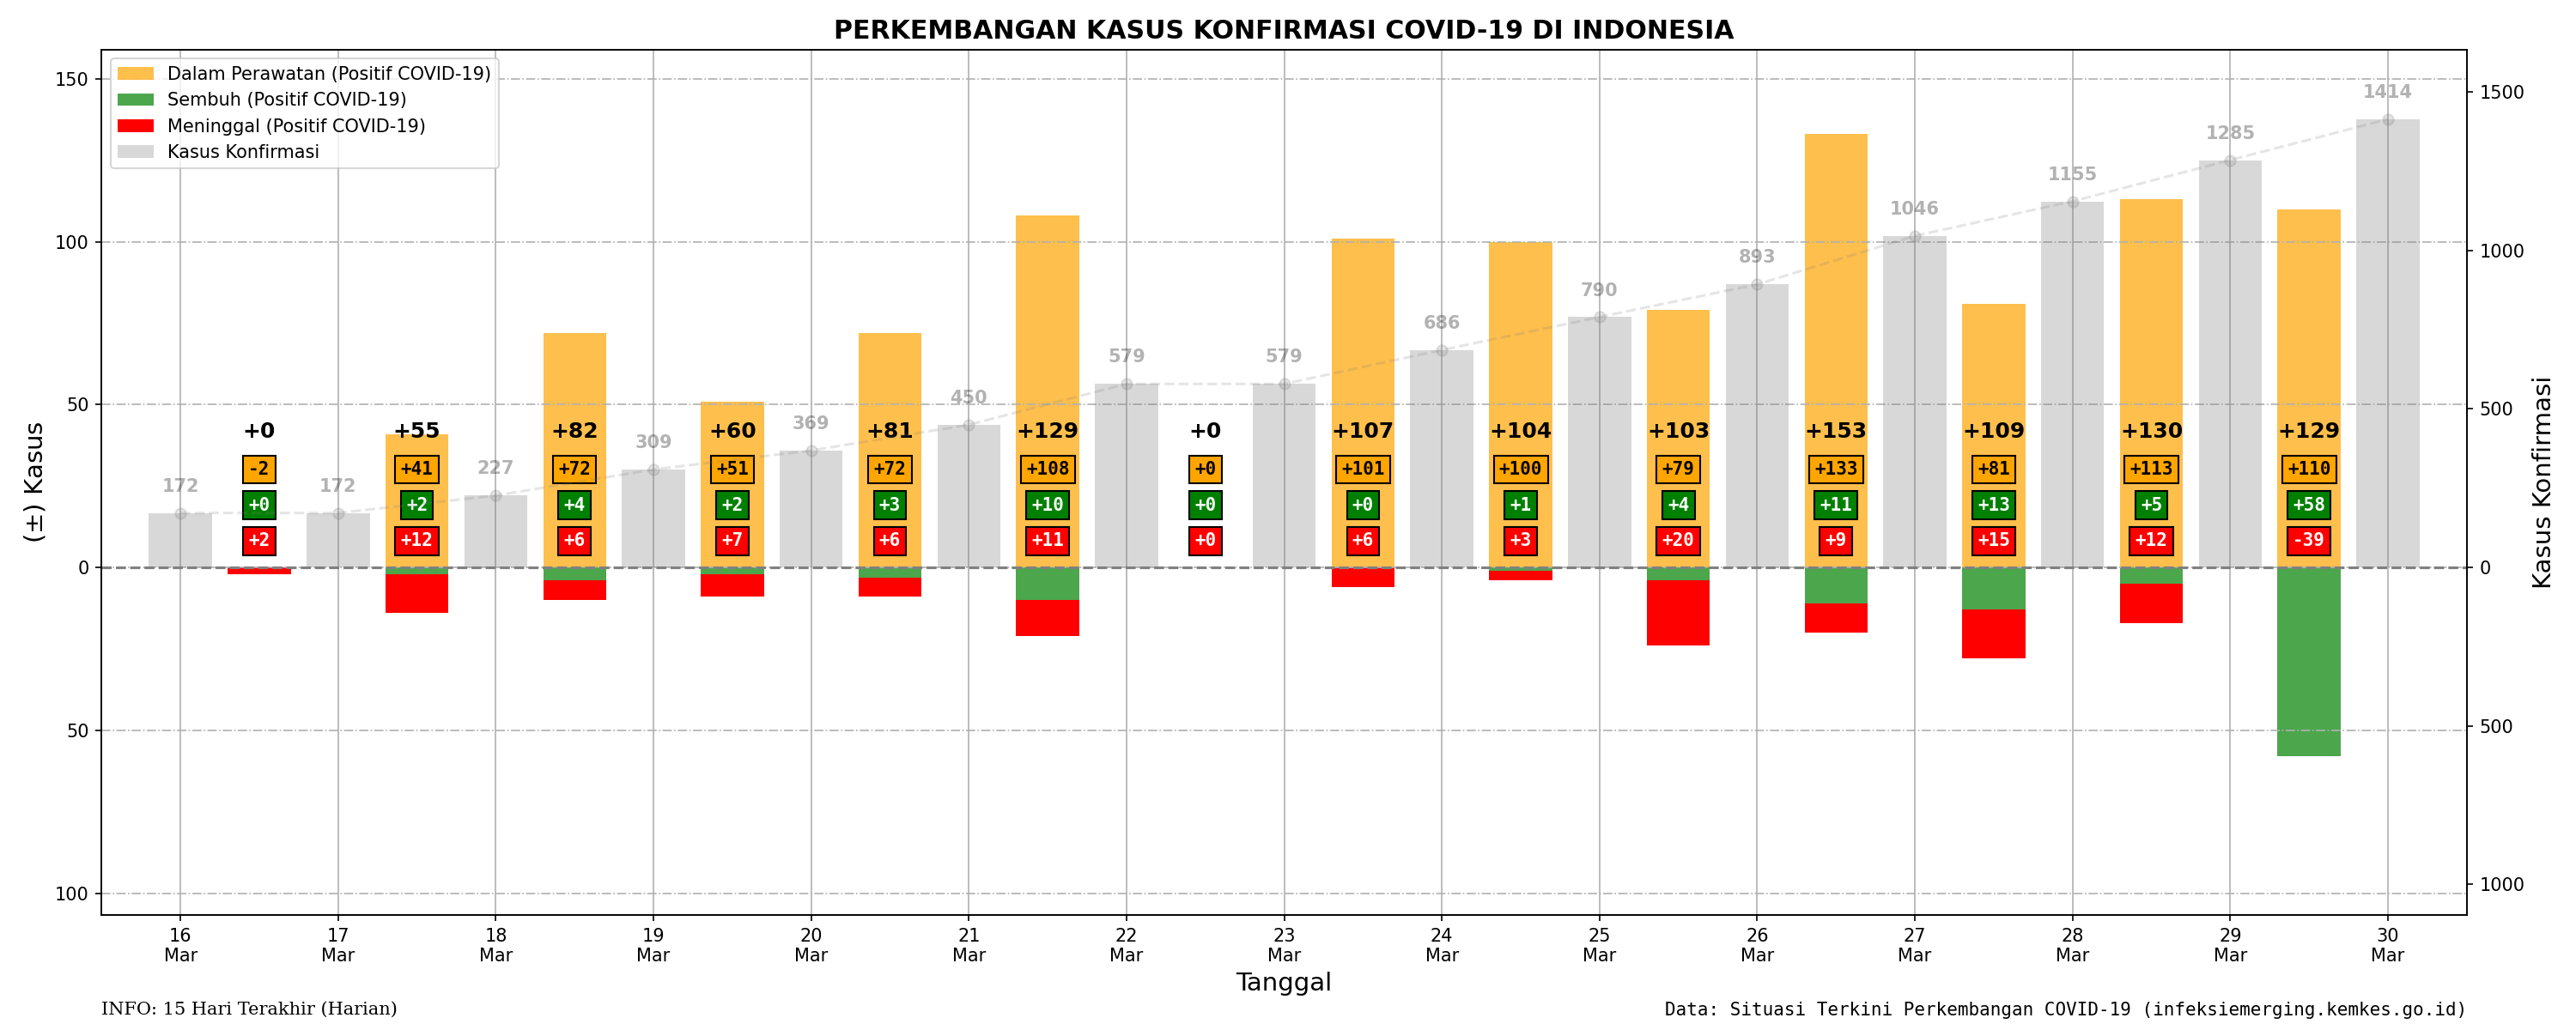 PERKEMBANGAN KASUS KONFIRMASI COVID-19 DI INDONESIA
Dalam Perawatan (Positif COVID-19)
Sembuh (Positif COVID-19)
Meninggal (Positif COVID-19)
Kasus Konfirmasi
(±) Kasus
150
100
50
0
50
100
1500
1000
500
0
500
1000
Kasus Konfirmasi
172 172 227 309 369 450 579 579 686 790 893 1046 1155 1285 1414
+0 +55 +82 +60 +81 +129 +0 +107 +104 +103 +153 +109 +130 +129
-2 +41 +72 +51 +72 +108 +0 +101 +100 +79 +133 +81 +113 +110
+0 +2 +4 +2 +3 +10 +0 +0 +1 +4 +11 +13 +5 +58
+2 +12 +6 +7 +6 +11 +0 +6 +3 +20 +9 +15 +12 -39
16 17 18 19 20 21 22 23 24 25 26 27 28 29 30
Mar Mar Mar Mar Mar Mar Mar Mar Mar Mar Mar Mar Mar Mar Mar
Tanggal
INFO: 15 Hari Terakhir (Harian)
Data: Situasi Terkini Perkembangan COVID-19 (infeksiemerging.kemkes.go.id)